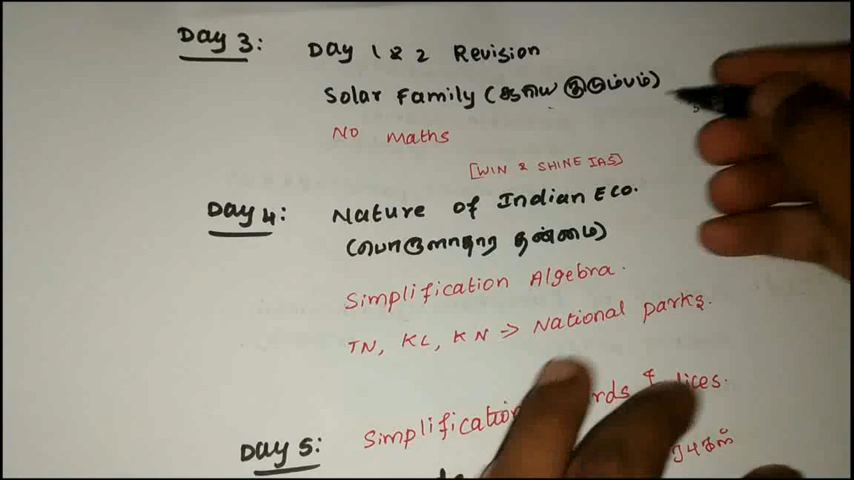 Day 3: Day 1 & 2 Revision
Solar Family (சூரிய குடும்பம்)
No maths
[WIN & SHINE IAS]
Day 4: Nature of Indian Eco.
(பொருளாதார தன்மை)
Simplification Algebra.
TN, KL, KN → National parks.
Day 5: Simplification